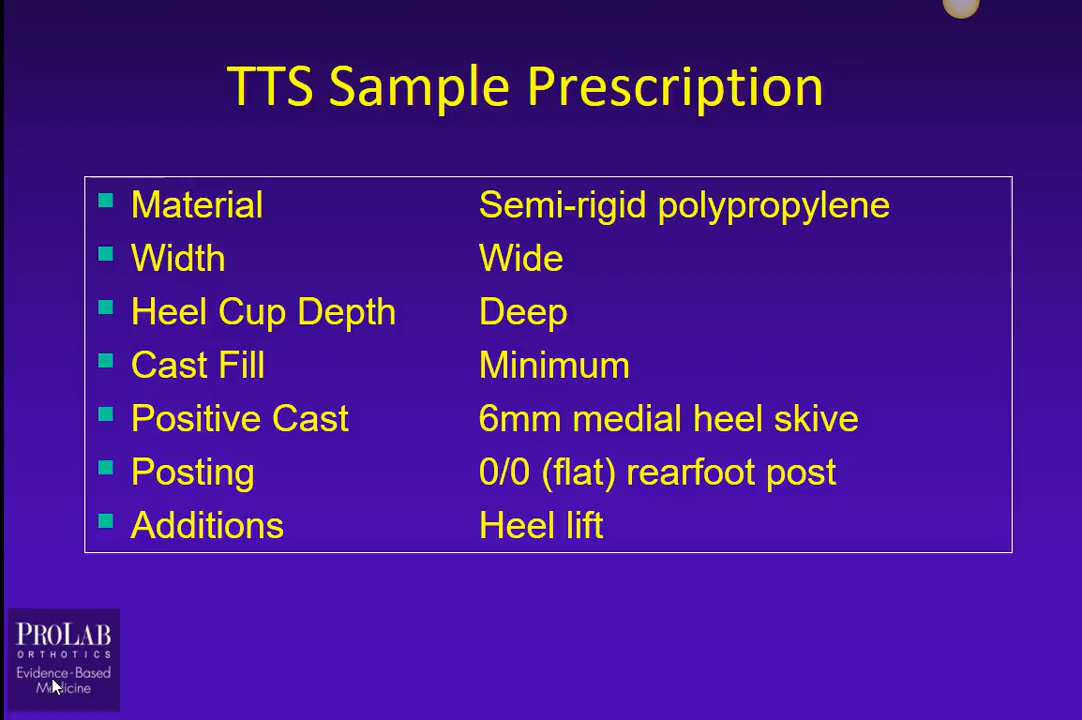 TTS Sample Prescription
Material Semi-rigid polypropylene
Width Wide
Heel Cup Depth Deep
Cast Fill Minimum
Positive Cast 6mm medial heel skive
Posting 0/0 (flat) rearfoot post
Additions Heel lift
PROLAB
ORTHOTICS
Evidence-Based
Medicine